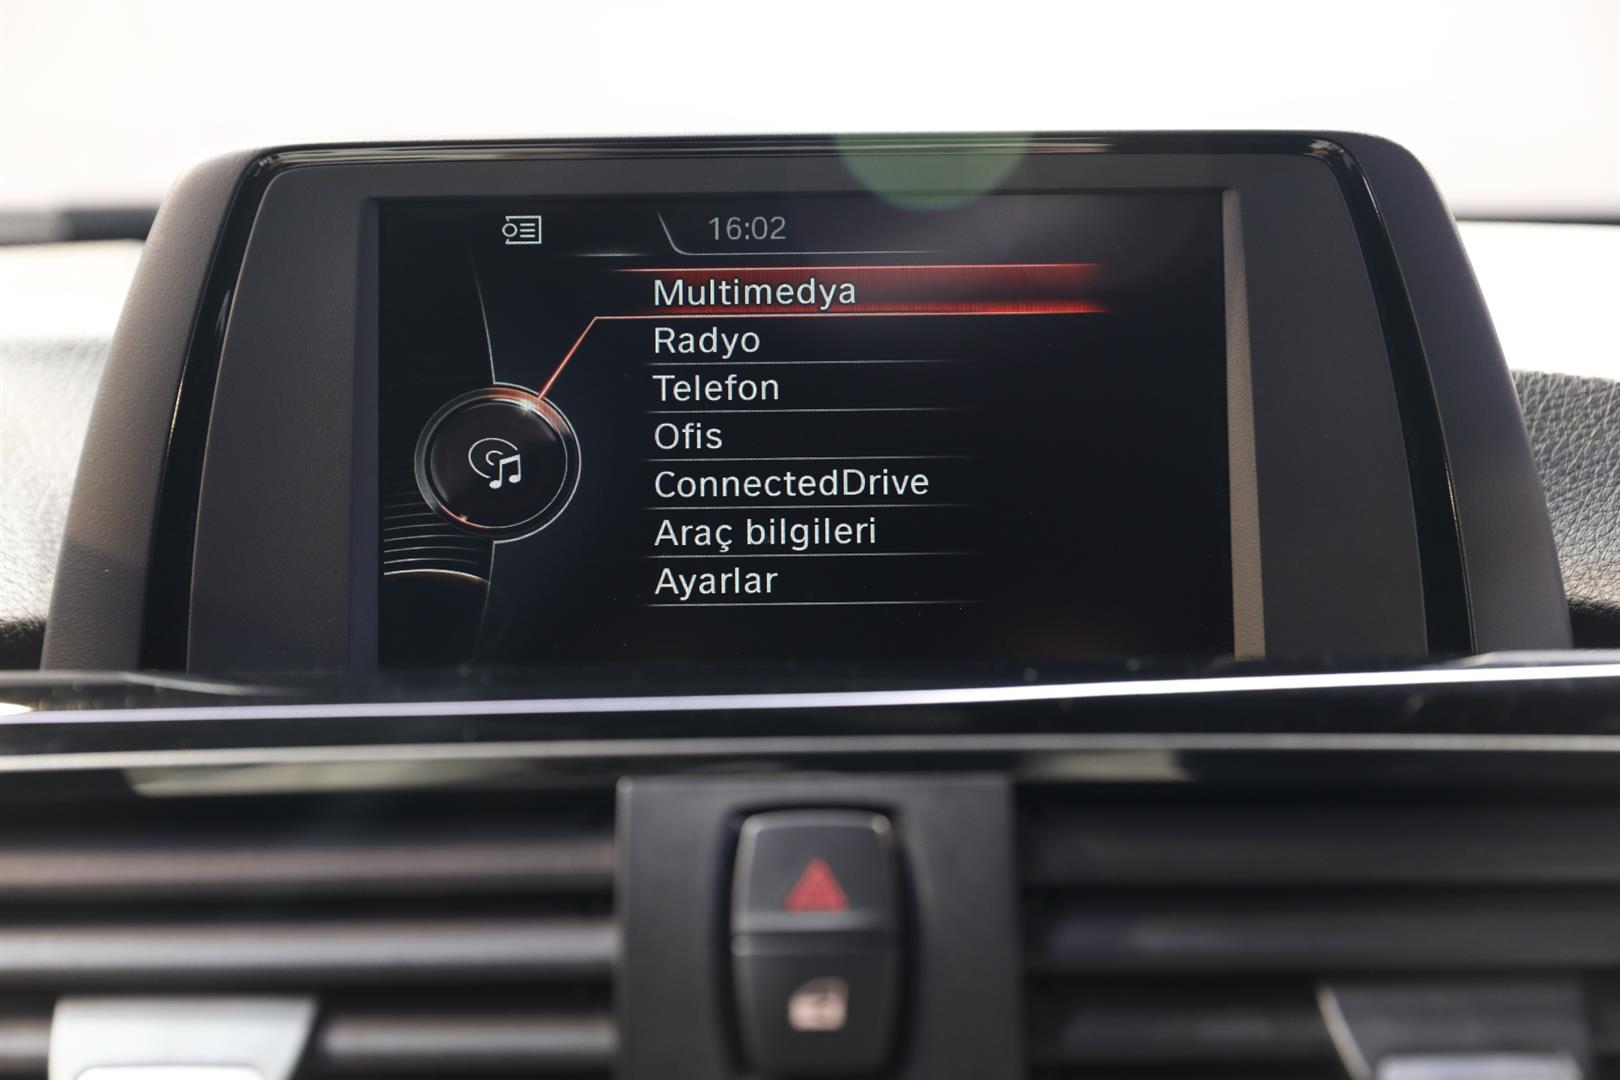 16:02
Multimedya
Radyo
Telefon
Ofis
ConnectedDrive
Araç bilgileri
Ayarlar